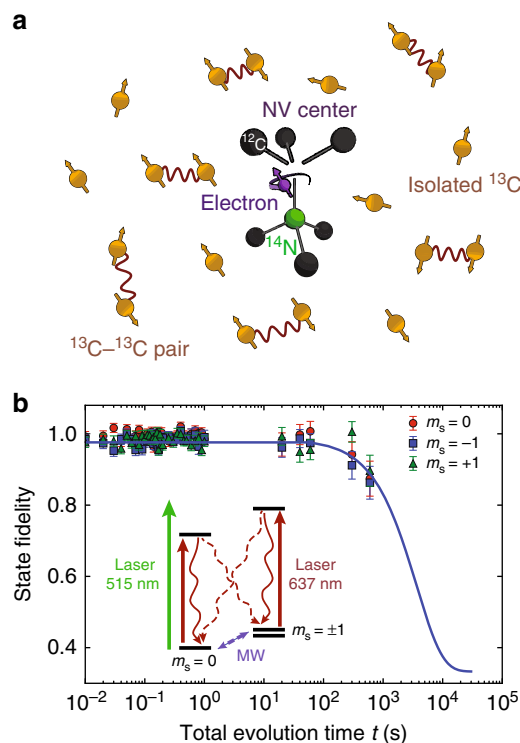 a
NV center
¹²C
Electron
Isolated ¹³C
¹⁴N
¹³C–¹³C pair
b
mₛ = 0
mₛ = −1
mₛ = +1
1.0
0.8
0.6
0.4
State fidelity
Laser
515 nm
Laser
637 nm
mₛ = ±1
mₛ = 0
MW
10⁻² 10⁻¹ 10⁰ 10¹ 10² 10³ 10⁴ 10⁵
Total evolution time t (s)